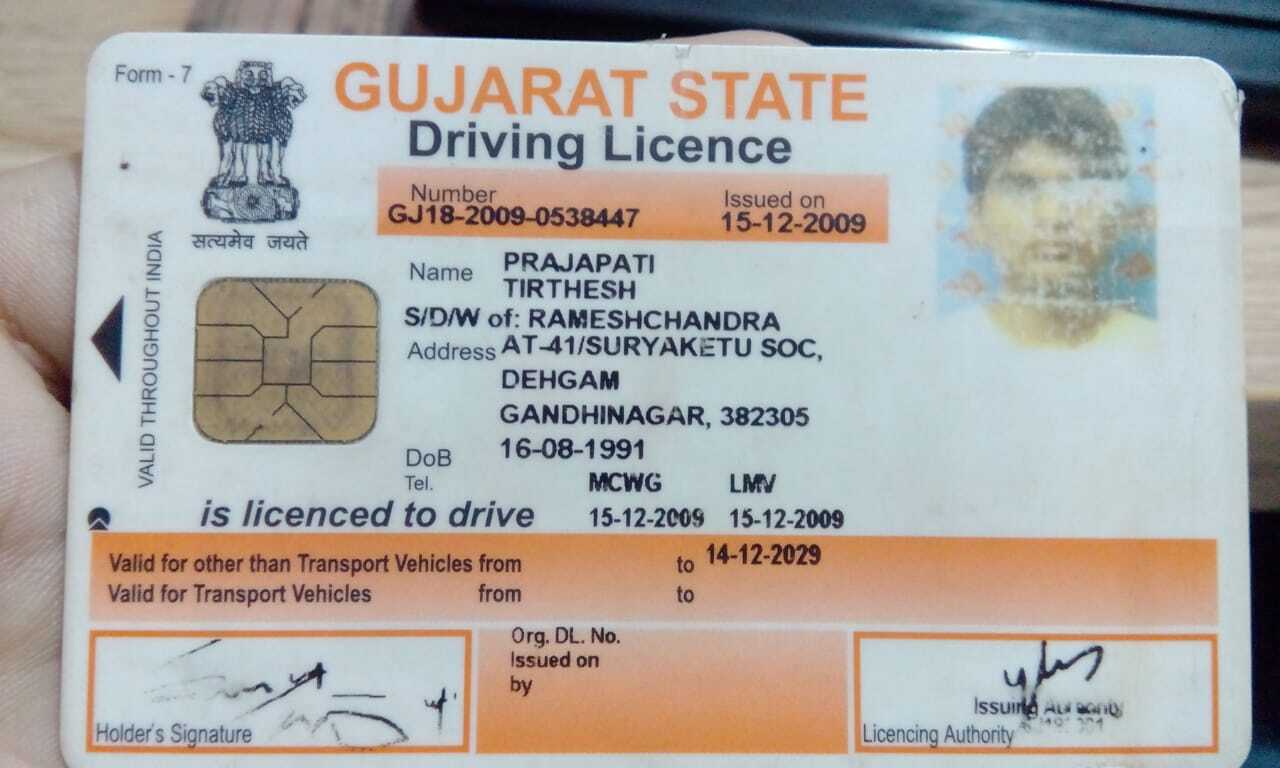 Form - 7
GUJARAT STATE
Driving Licence
सत्यमेव जयते
VALID THROUGHOUT INDIA
Number Issued on
GJ18-2009-0538447 15-12-2009
Name PRAJAPATI
TIRTHESH
S/D/W of: RAMESHCHANDRA
Address AT-41/SURYAKETU SOC,
DEHGAM
GANDHINAGAR, 382305
DoB 16-08-1991
Tel. MCWG LMV
is licenced to drive 15-12-2009 15-12-2009
Valid for other than Transport Vehicles from to 14-12-2029
Valid for Transport Vehicles from to
Org. DL. No.
Issued on
by
Holder's Signature
Issuing Authority
Licencing Authority